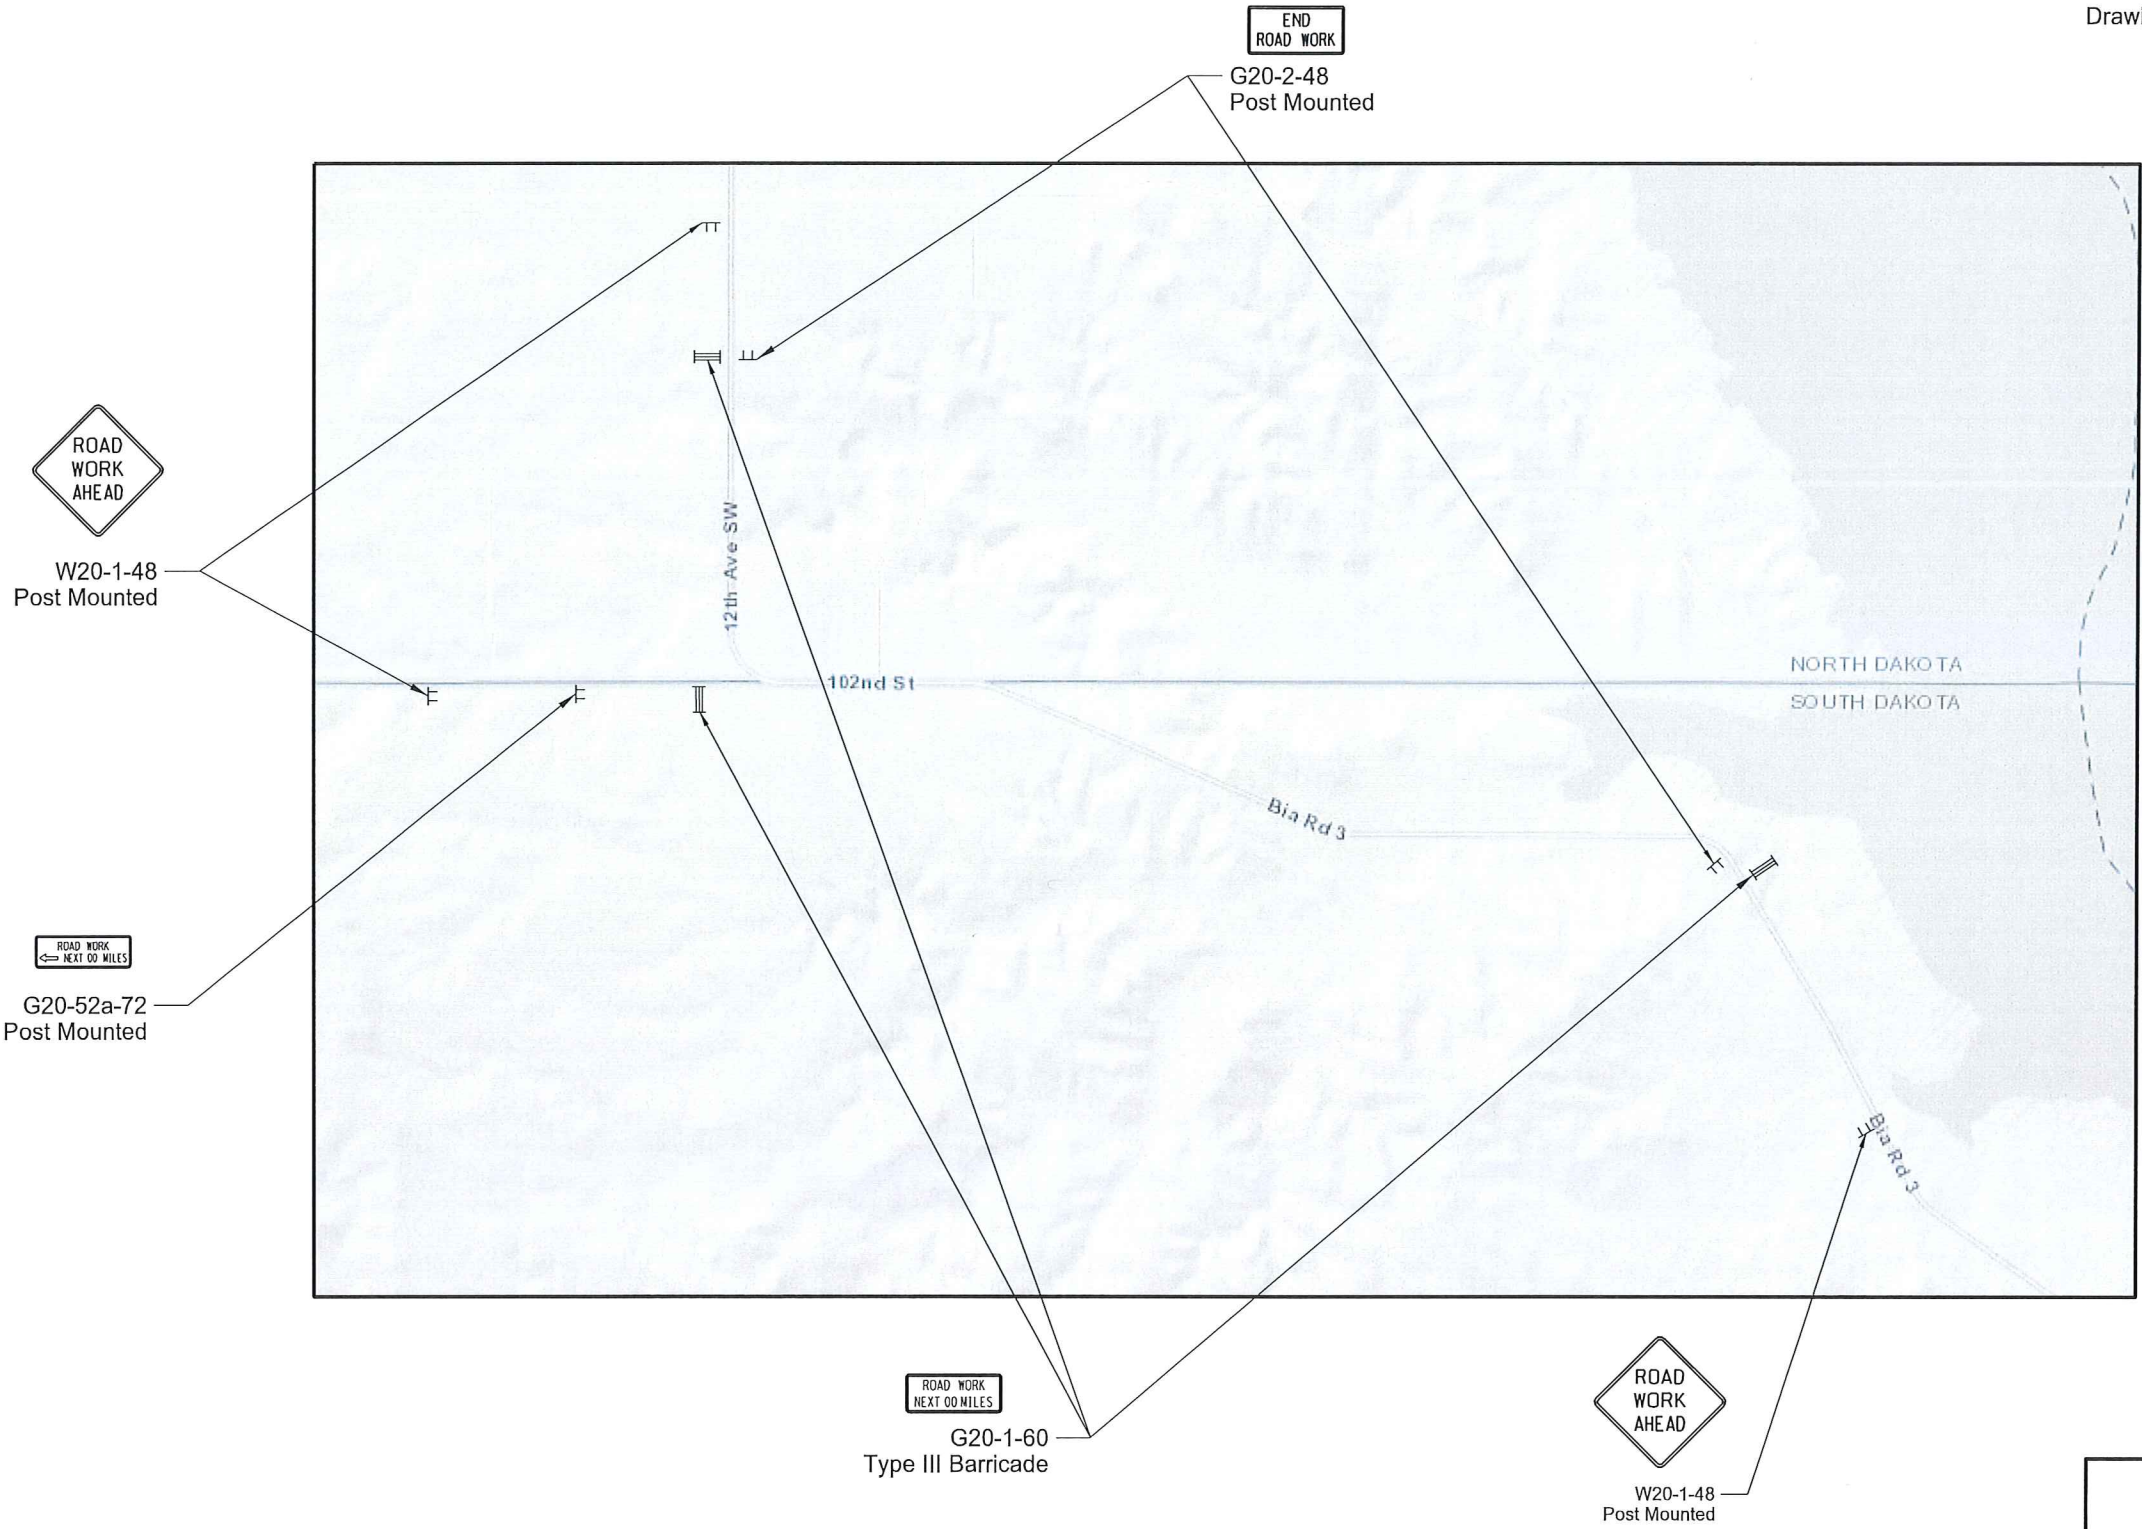 END
ROAD WORK
G20-2-48
Post Mounted
ROAD
WORK
AHEAD
W20-1-48
Post Mounted
12th Ave SW
102nd St
NORTH DAKOTA
SOUTH DAKOTA
Bia Rd 3
ROAD WORK
NEXT 00 MILES
G20-52a-72
Post Mounted
Bia Rd 3
ROAD WORK
NEXT 00 MILES
G20-1-60
Type III Barricade
ROAD
WORK
AHEAD
W20-1-48
Post Mounted